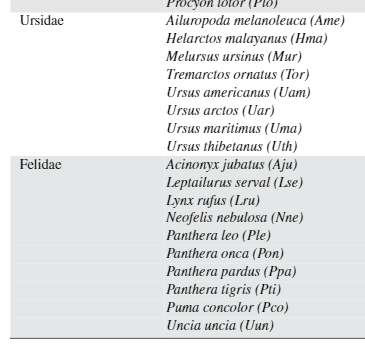 Procyon lotor (Plo)
Ursidae Ailuropoda melanoleuca (Ame)
Helarctos malayanus (Hma)
Melursus ursinus (Mur)
Tremarctos ornatus (Tor)
Ursus americanus (Uam)
Ursus arctos (Uar)
Ursus maritimus (Uma)
Ursus thibetanus (Uth)
Felidae Acinonyx jubatus (Aju)
Leptailurus serval (Lse)
Lynx rufus (Lru)
Neofelis nebulosa (Nne)
Panthera leo (Ple)
Panthera onca (Pon)
Panthera pardus (Ppa)
Panthera tigris (Pti)
Puma concolor (Pco)
Uncia uncia (Uun)